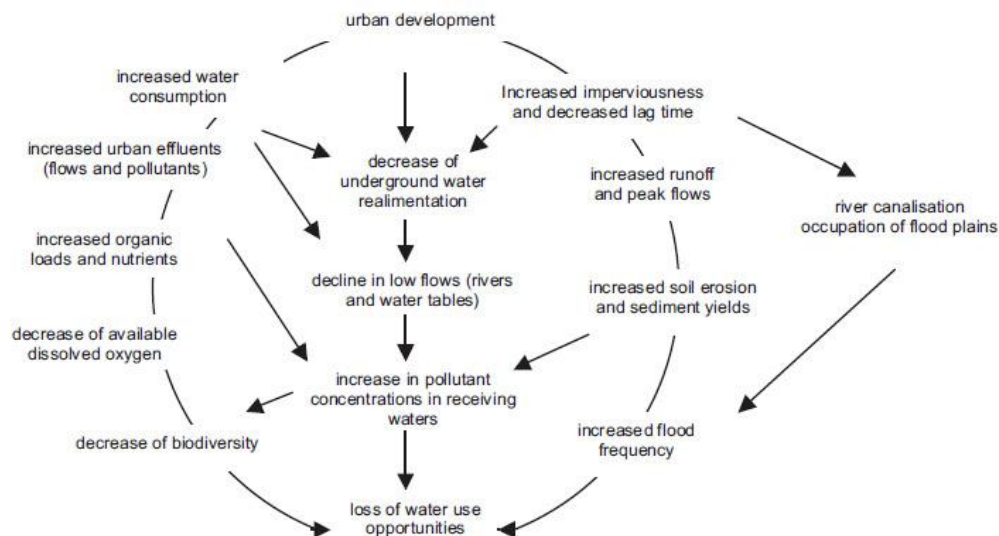 urban development
increased water
consumption
Increased imperviousness
and decreased lag time
increased urban effluents
(flows and pollutants)
decrease of
underground water
realimentation
increased runoff
and peak flows
river canalisation
occupation of flood plains
increased organic
loads and nutrients
decline in low flows (rivers
and water tables)
increased soil erosion
and sediment yields
decrease of available
dissolved oxygen
increase in pollutant
concentrations in receiving
waters
decrease of biodiversity
increased flood
frequency
loss of water use
opportunities